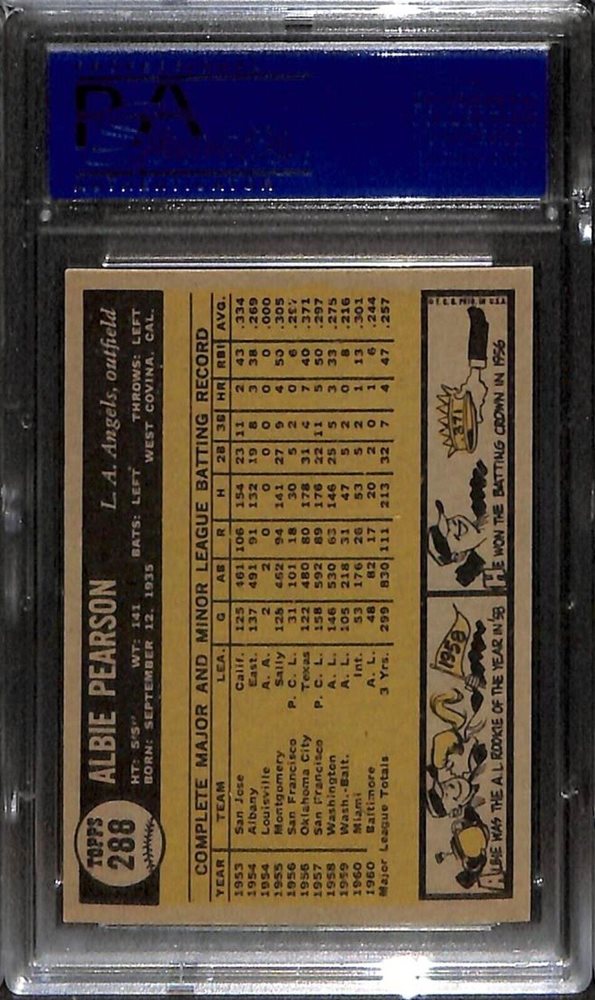 TOPPS
288
ALBIE PEARSON L. A. Angels, outfield
HT: 5'5" WT: 141 BATS: LEFT THROWS: LEFT
BORN: SEPTEMBER 12, 1935 WEST COVINA, CAL.
COMPLETE MAJOR AND MINOR LEAGUE BATTING RECORD
YEAR TEAM LEA. G AB R H 2B 3B HR RBI AVG.
1953 San Jose Calif. 125 461 106 154 23 11 2 43 .334
1954 Albany East. 137 491 91 132 19 8 3 38 .269
1954 Louisville A. A. 2 2 0 0 0 0 0 0 .000
1955 Montgomery Sally 128 462 94 141 27 9 4 50 .305
1956 San Francisco P. C. L. 31 101 18 30 5 2 0 6 .297
1956 Oklahoma City Texas 122 480 80 178 31 4 7 40 .371
1957 San Francisco P. C. L. 158 592 89 176 22 11 5 50 .297
1958 Washington A. L. 146 530 63 146 25 5 3 33 .275
1959 Wash.-Balt. A. L. 105 218 31 47 5 2 0 8 .216
1960 Miami Int. 53 176 26 53 5 2 1 13 .301
1960 Baltimore A. L. 48 82 17 20 2 0 1 6 .244
Major League Totals 3 Yrs. 299 830 111 213 32 7 4 47 .257
1958
ALBIE WAS THE A.L. ROOKIE OF THE YEAR IN '58
.371
HE WON THE BATTING CROWN IN 1956
© T. C. G. PRTD. IN U.S.A.